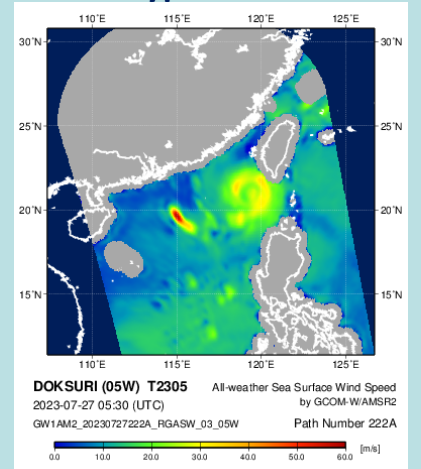 110°E 115°E 120°E 125°E
30°N 30°N
25°N 25°N
20°N 20°N
15°N 15°N
110°E 115°E 120°E 125°E
DOKSURI (05W) T2305 All-weather Sea Surface Wind Speed
2023-07-27 05:30 (UTC) by GCOM-W/AMSR2
GW1AM2_20230727222A_RGASW_03_05W Path Number 222A
[m/s]
0.0 10.0 20.0 30.0 40.0 50.0 60.0